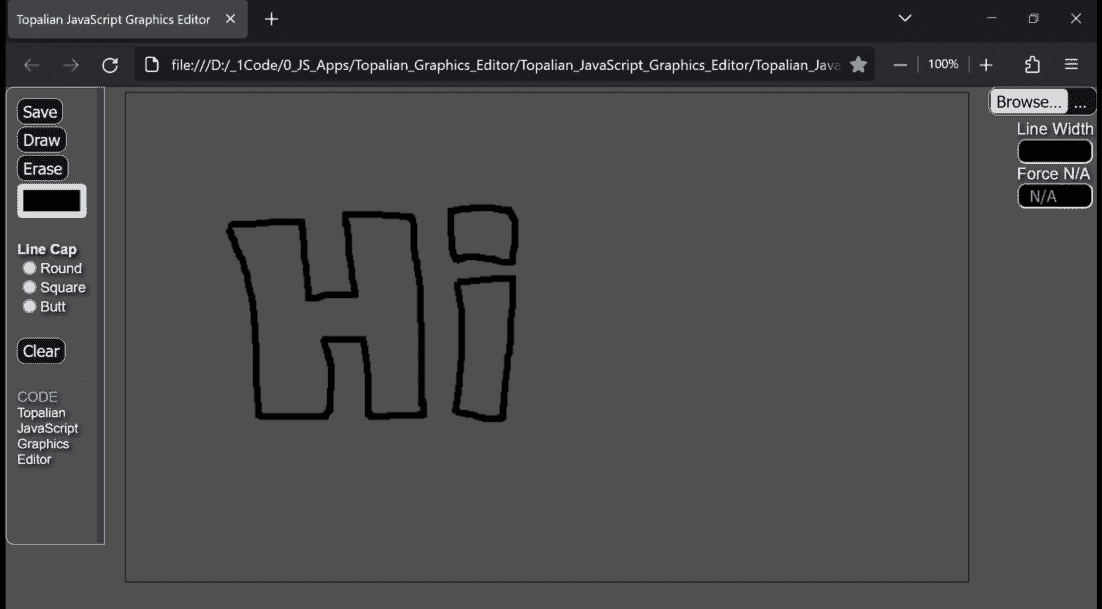 Topalian JavaScript Graphics Editor
file:///D:/_1Code/0_JS_Apps/Topalian_Graphics_Editor/Topalian_JavaScript_Graphics_Editor/Topalian_Java
100%
Save
Draw
Erase
Line Cap
Round
Square
Butt
Clear
CODE
Topalian
JavaScript
Graphics
Editor
Hi
Browse... ...
Line Width
Force N/A
N/A